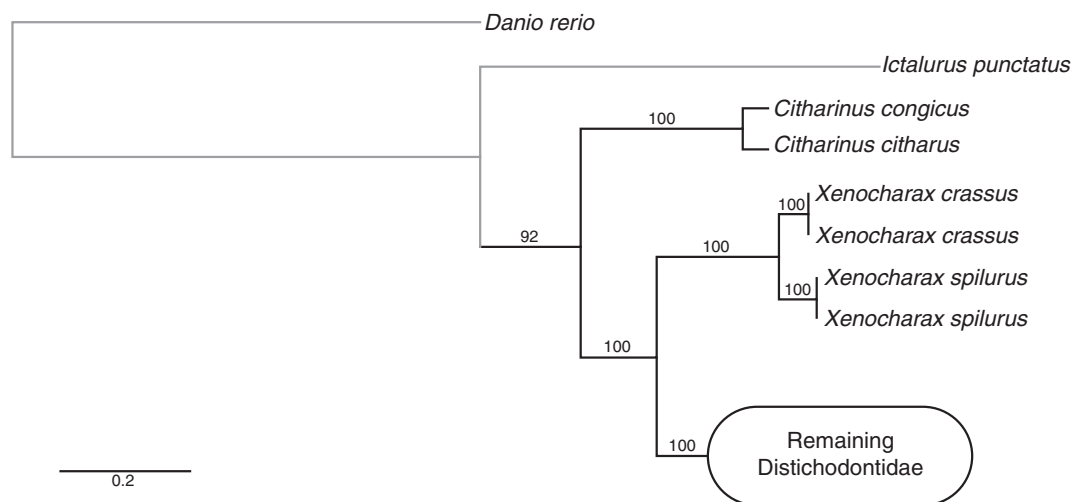 Danio rerio
Ictalurus punctatus
100
Citharinus congicus
Citharinus citharus
100
Xenocharax crassus
Xenocharax crassus
92
100
100
Xenocharax spilurus
Xenocharax spilurus
100
100
Remaining
Distichodontidae
0.2